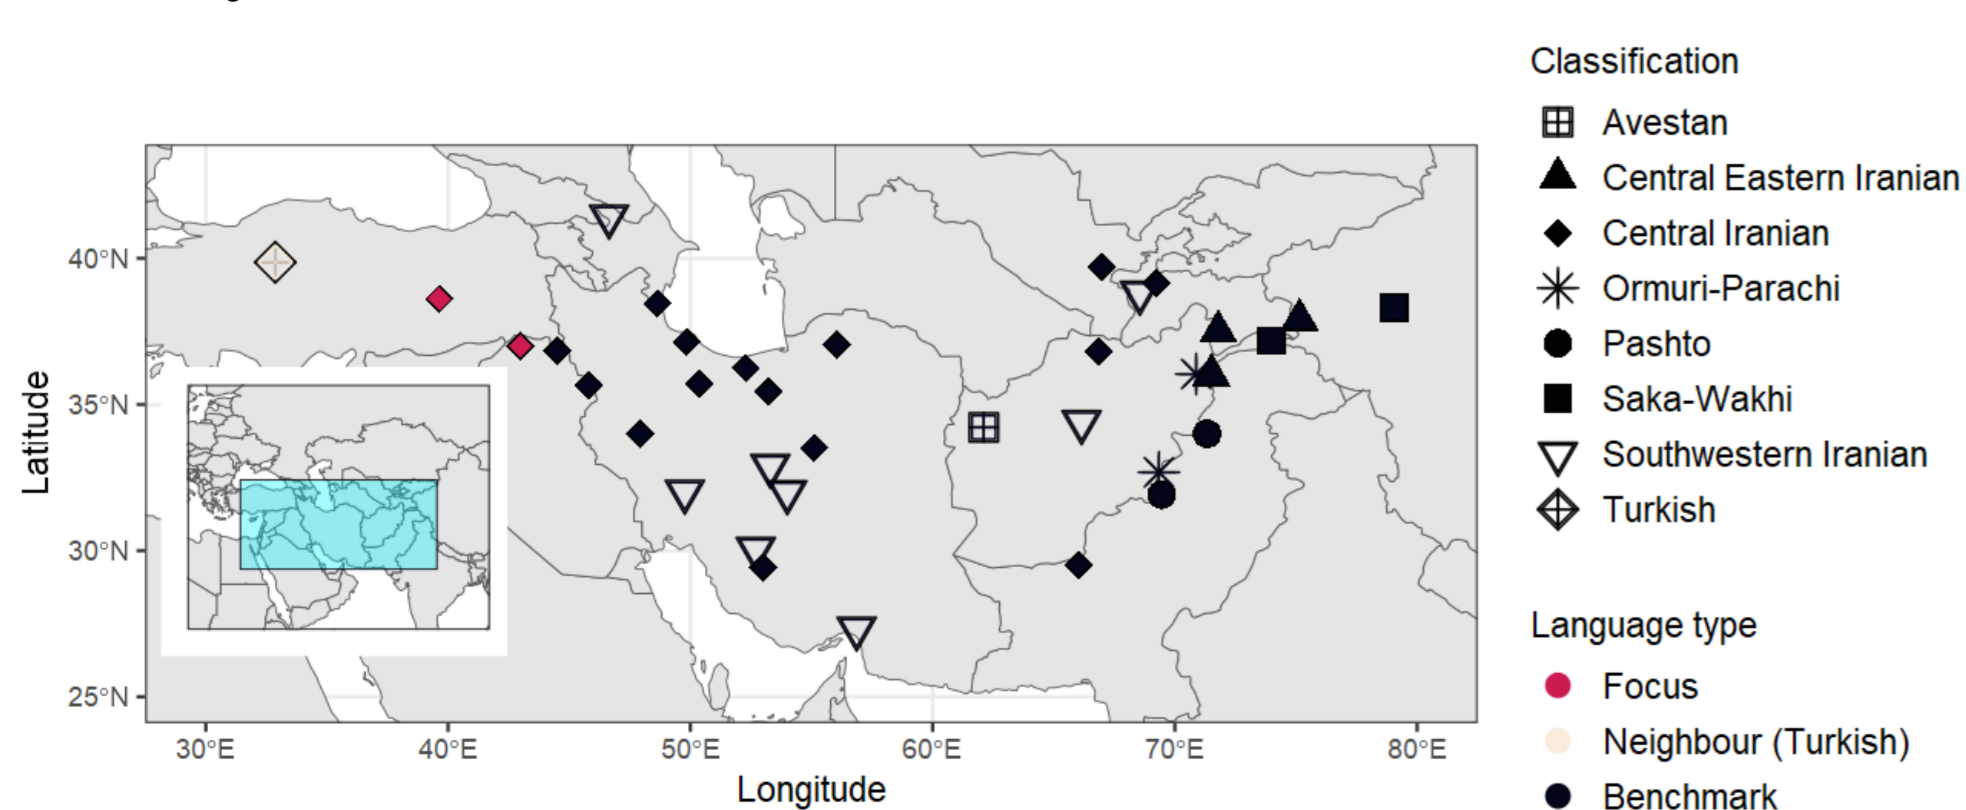 Classification
Avestan
Central Eastern Iranian
Central Iranian
Ormuri-Parachi
Pashto
Saka-Wakhi
Southwestern Iranian
Turkish
Language type
Focus
Neighbour (Turkish)
Benchmark
Latitude
40°N
35°N
30°N
25°N
30°E 40°E 50°E 60°E 70°E 80°E
Longitude